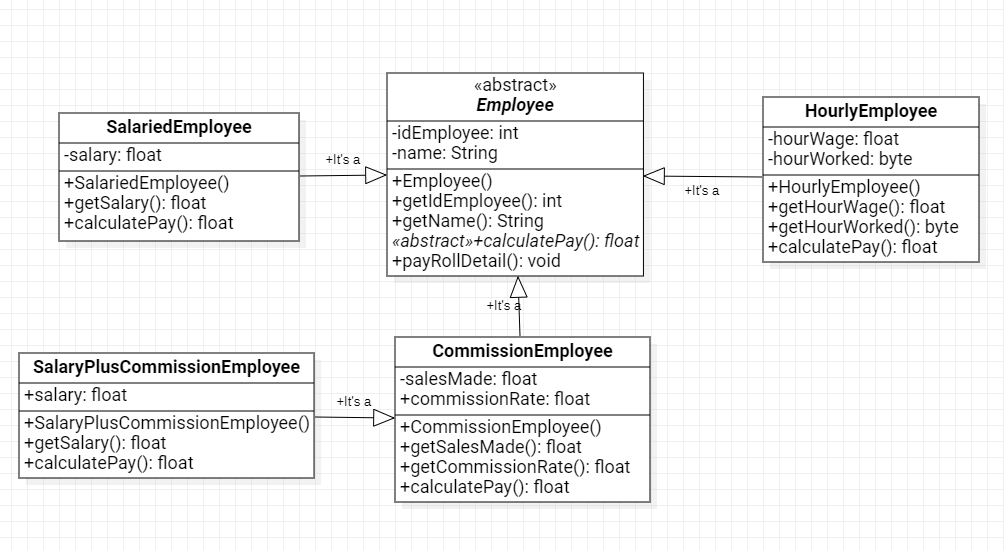 «abstract»
Employee
-idEmployee: int
-name: String
+Employee()
+getIdEmployee(): int
+getName(): String
«abstract»+calculatePay(): float
+payRollDetail(): void
SalariedEmployee
-salary: float
+SalariedEmployee()
+getSalary(): float
+calculatePay(): float
+It's a
HourlyEmployee
-hourWage: float
-hourWorked: byte
+HourlyEmployee()
+getHourWage(): float
+getHourWorked(): byte
+calculatePay(): float
+It's a
+It's a
CommissionEmployee
-salesMade: float
+commissionRate: float
+CommissionEmployee()
+getSalesMade(): float
+getCommissionRate(): float
+calculatePay(): float
SalaryPlusCommissionEmployee
+salary: float
+SalaryPlusCommissionEmployee()
+getSalary(): float
+calculatePay(): float
+It's a